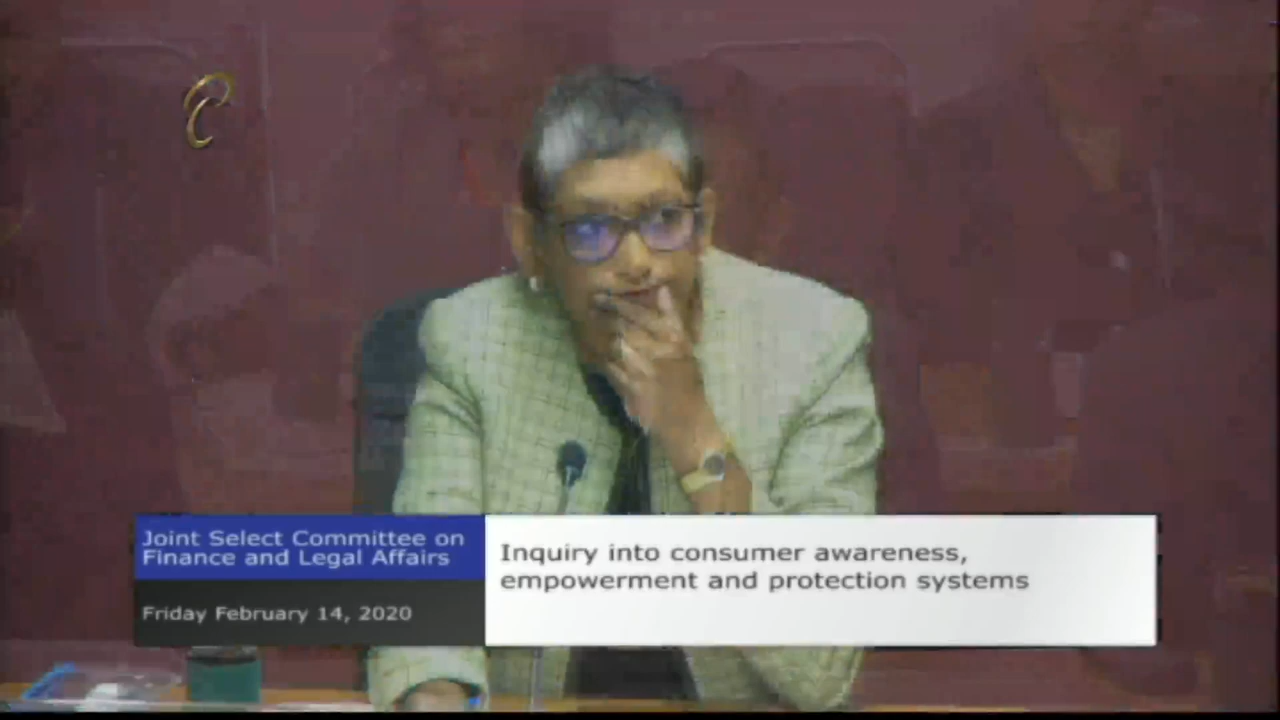 Joint Select Committee on
Finance and Legal Affairs
Friday February 14, 2020
Inquiry into consumer awareness,
empowerment and protection systems